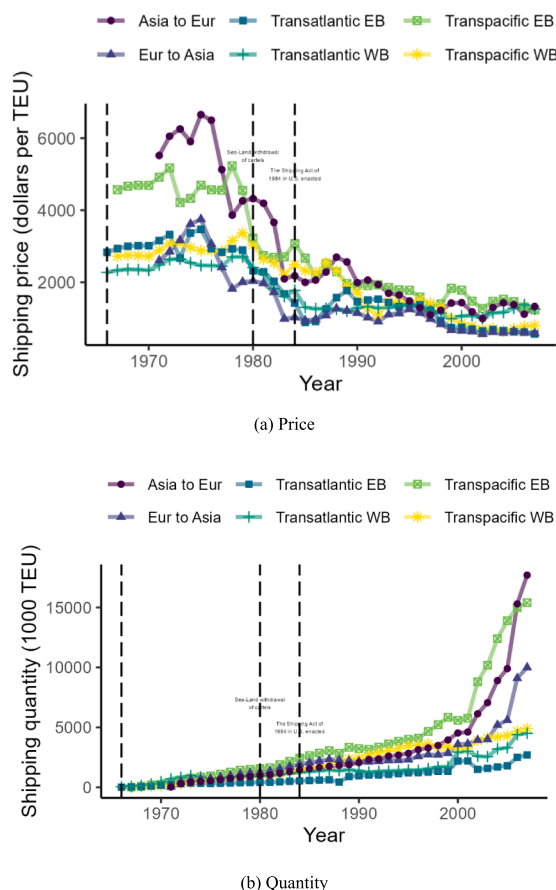 Asia to Eur Transatlantic EB Transpacific EB
Eur to Asia Transatlantic WB Transpacific WB
Shipping price (dollars per TEU)
6000
4000
2000
Sea-Land withdrawal
of cartels
The Shipping Act of
1984 in U.S. enasted
1970 1980 1990 2000
Year
(a) Price
Asia to Eur Transatlantic EB Transpacific EB
Eur to Asia Transatlantic WB Transpacific WB
Shipping quantity (1000 TEU)
15000
10000
5000
0
Sea-Land withdrawal
of cartels
The Shipping Act of
1984 in U.S. enasted
1970 1980 1990 2000
Year
(b) Quantity